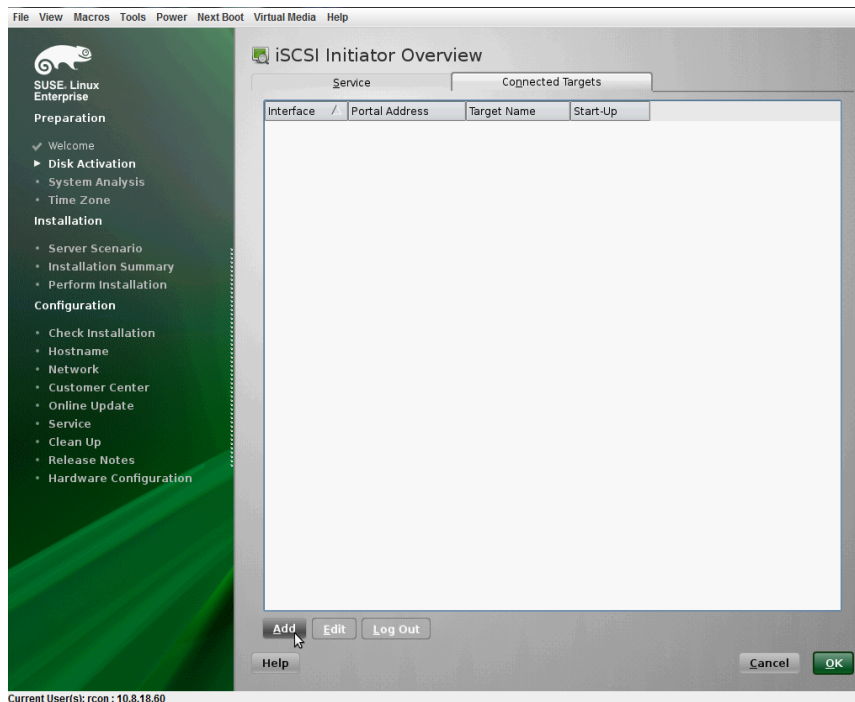 File View Macros Tools Power Next Boot Virtual Media Help
SUSE. Linux
Enterprise
Preparation
Welcome
Disk Activation
System Analysis
Time Zone
Installation
Server Scenario
Installation Summary
Perform Installation
Configuration
Check Installation
Hostname
Network
Customer Center
Online Update
Service
Clean Up
Release Notes
Hardware Configuration
iSCSI Initiator Overview
Service Connected Targets
Interface Portal Address Target Name Start-Up
Add Edit Log Out
Help Cancel OK
Current User(s): rcon : 10.8.18.60